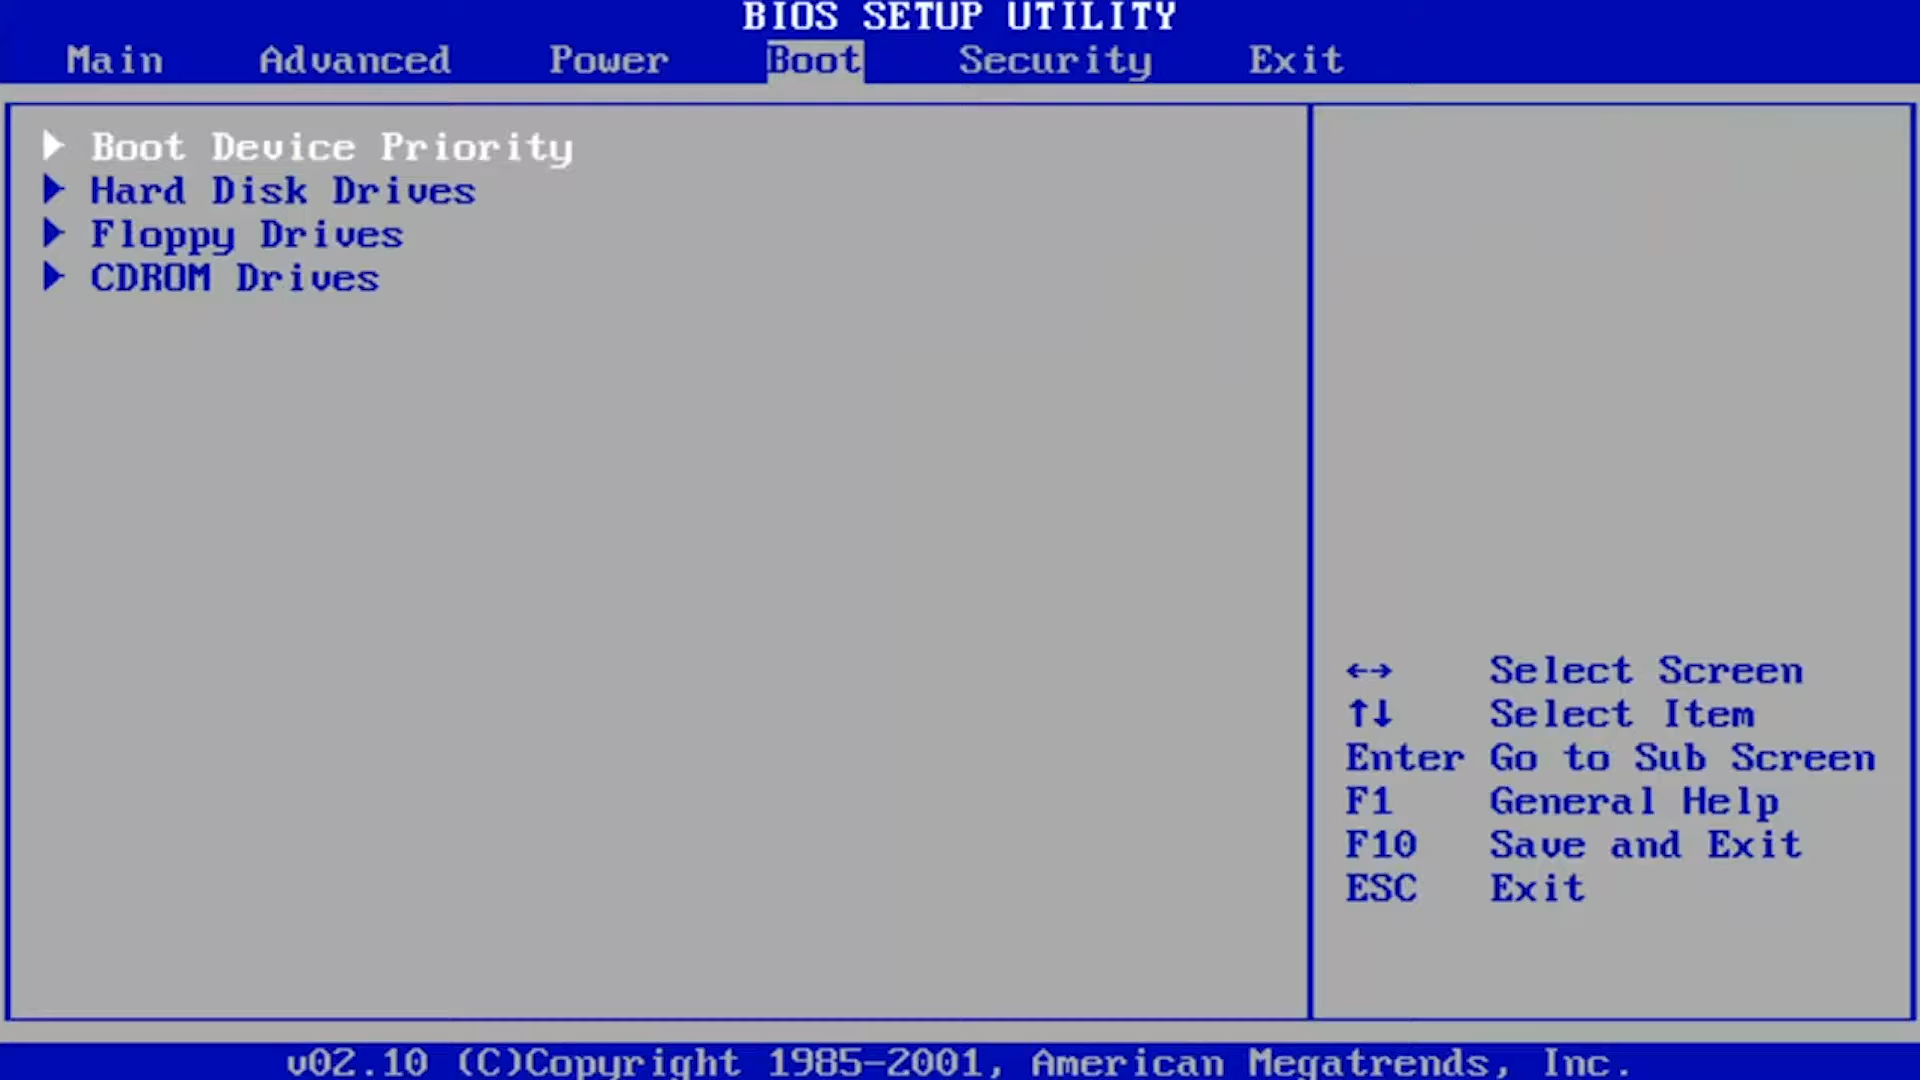 BIOS SETUP UTILITY
Main Advanced Power Boot Security Exit
Boot Device Priority
Hard Disk Drives
Floppy Drives
CDROM Drives
←→ Select Screen
↑↓ Select Item
Enter Go to Sub Screen
F1 General Help
F10 Save and Exit
ESC Exit
v02.10 (C)Copyright 1985-2001, American Megatrends, Inc.